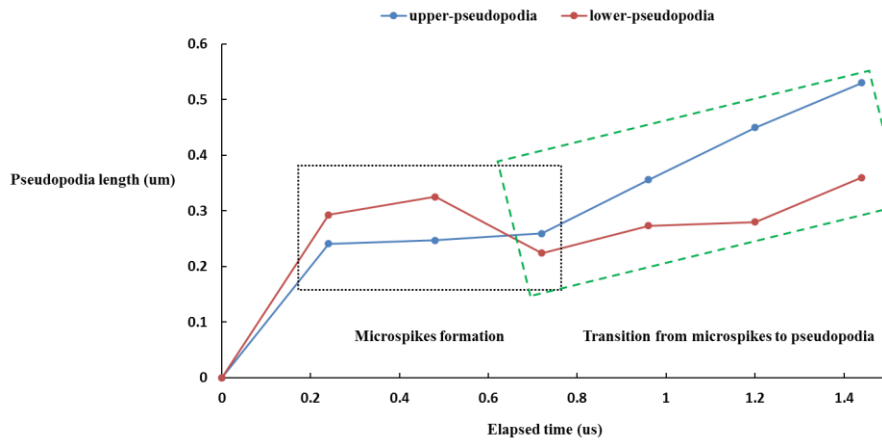 upper-pseudopodia
lower-pseudopodia
0.6
0.5
0.4
Pseudopodia length (um)
0.3
0.2
0.1
Microspikes formation
Transition from microspikes to pseudopodia
0
0
0.2
0.4
0.6
0.8
1
1.2
1.4
Elapsed time (us)